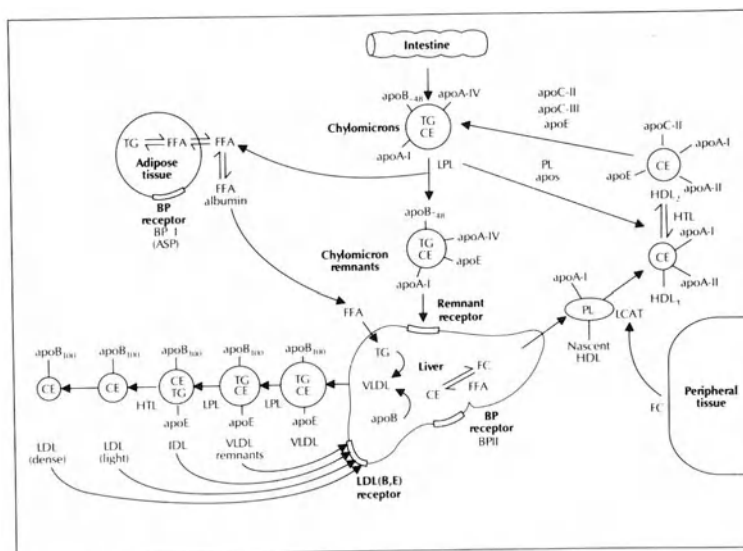 Intestine
apoB-48
apoA-IV
Chylomicrons
TG
CE
apoA-I
apoC-II
apoC-III
apoE
apoC-II
apoA-I
CE
apoE
apoA-II
HDL2
HTL
apoA-I
CE
apoA-II
TG
FFA
FFA
Adipose
tissue
FFA
albumin
BP
receptor
BP I
(ASP)
LPL
PL
apos
apoB-48
TG
CE
apoA-IV
apoE
Chylomicron
remnants
apoA-I
Remnant
receptor
FFA
apoA-I
PL
LCAT
Nascent
HDL
Peripheral
tissue
FC
TG
Liver
VLDL
FC
CE
FFA
apoB
BP
receptor
BPII
apoB100
apoB100
apoB100
apoB100
apoB100
CE
CE
CE
TG
TG
CE
TG
CE
HTL
LPL
LPL
apoE
apoE
apoE
LDL
(dense)
LDL
(light)
IDL
VLDL
remnants
VLDL
LDL(B,E)
receptor